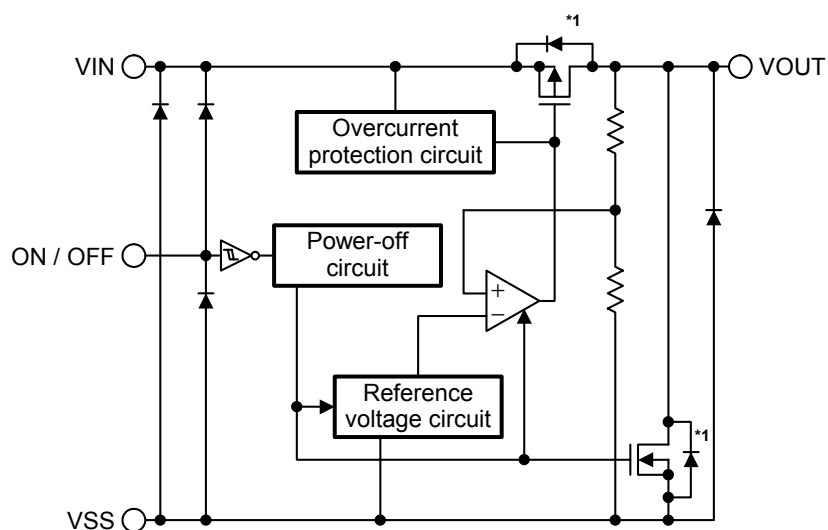 *1
VIN
VOUT
Overcurrent
protection circuit
ON / OFF
Power-off
circuit
+
−
Reference
voltage circuit
*1
VSS